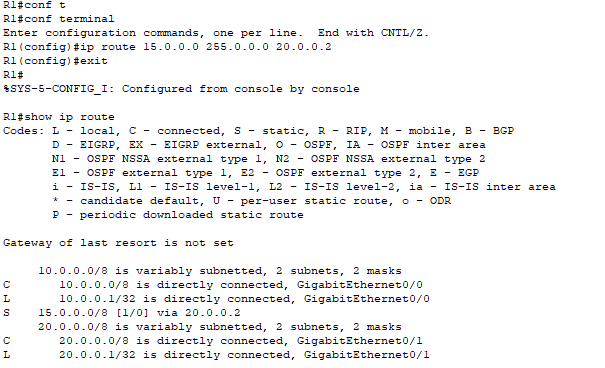 R1#conf t
R1#conf terminal
Enter configuration commands, one per line.  End with CNTL/Z.
R1(config)#ip route 15.0.0.0 255.0.0.0 20.0.0.2
R1(config)#exit
R1#
%SYS-5-CONFIG_I: Configured from console by console

R1#show ip route
Codes: L - local, C - connected, S - static, R - RIP, M - mobile, B - BGP
       D - EIGRP, EX - EIGRP external, O - OSPF, IA - OSPF inter area
       N1 - OSPF NSSA external type 1, N2 - OSPF NSSA external type 2
       E1 - OSPF external type 1, E2 - OSPF external type 2, E - EGP
       i - IS-IS, L1 - IS-IS level-1, L2 - IS-IS level-2, ia - IS-IS inter area
       * - candidate default, U - per-user static route, o - ODR
       P - periodic downloaded static route

Gateway of last resort is not set

     10.0.0.0/8 is variably subnetted, 2 subnets, 2 masks
C       10.0.0.0/8 is directly connected, GigabitEthernet0/0
L       10.0.0.1/32 is directly connected, GigabitEthernet0/0
S    15.0.0.0/8 [1/0] via 20.0.0.2
     20.0.0.0/8 is variably subnetted, 2 subnets, 2 masks
C       20.0.0.0/8 is directly connected, GigabitEthernet0/1
L       20.0.0.1/32 is directly connected, GigabitEthernet0/1